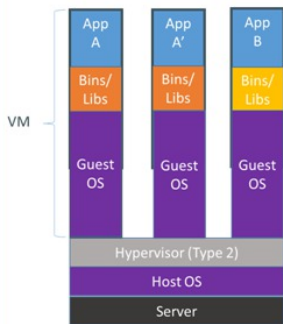 App
A
App
A'
App
B
Bins/
Libs
Bins/
Libs
Bins/
Libs
VM
Guest
OS
Guest
OS
Guest
OS
Hypervisor (Type 2)
Host OS
Server